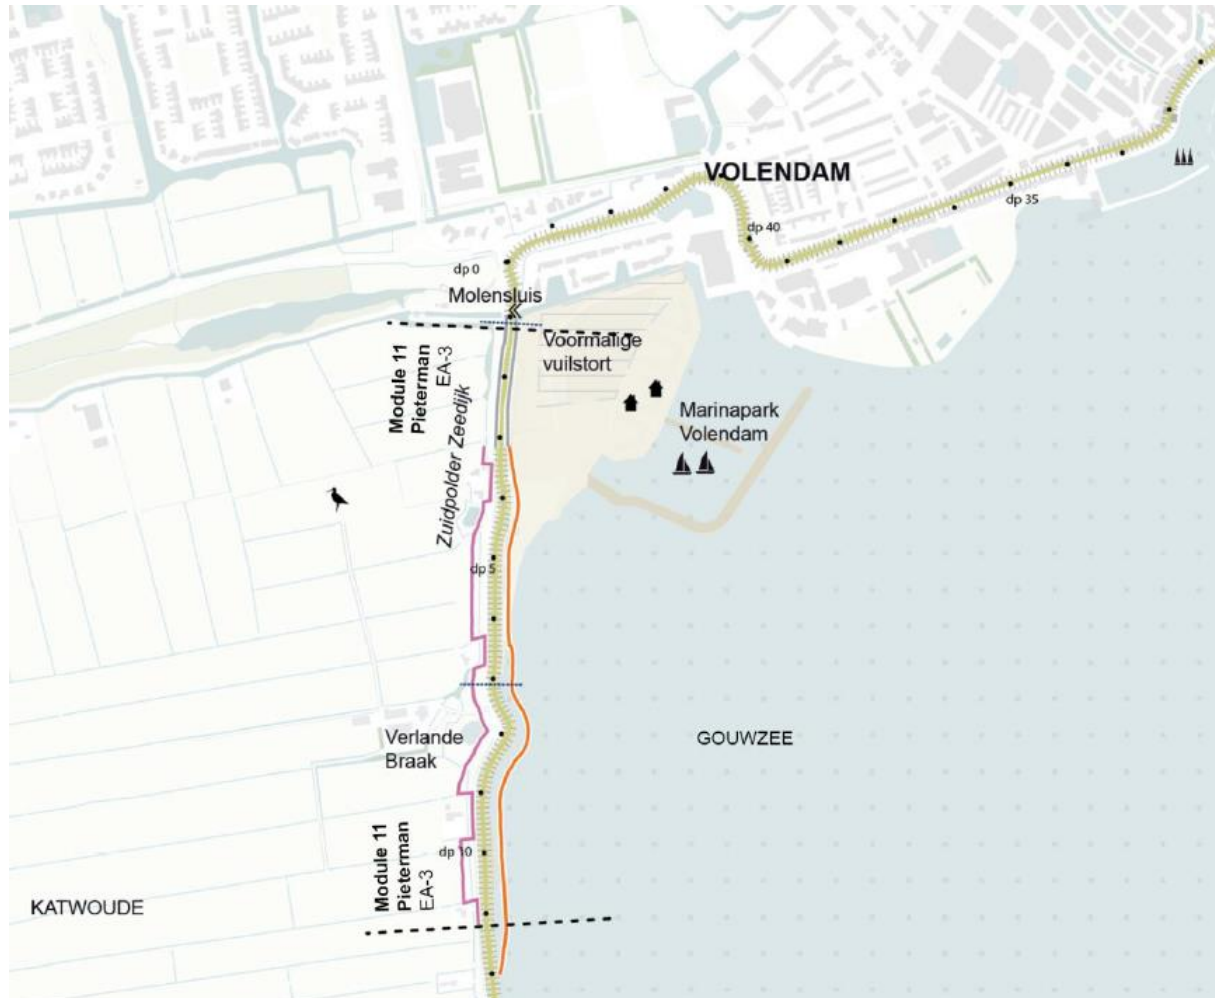 VOLENDAM
dp 35
dp 40
dp 0
Molensluis
Voormalige
vuilstort
Module 11
Pieterman
EA-3
Zuidpolder Zeedijk
Marinapark
Volendam
dp 5
Verlande
Braak
GOUWZEE
Module 11
Pieterman
EA-3
dp 10
KATWOUDE